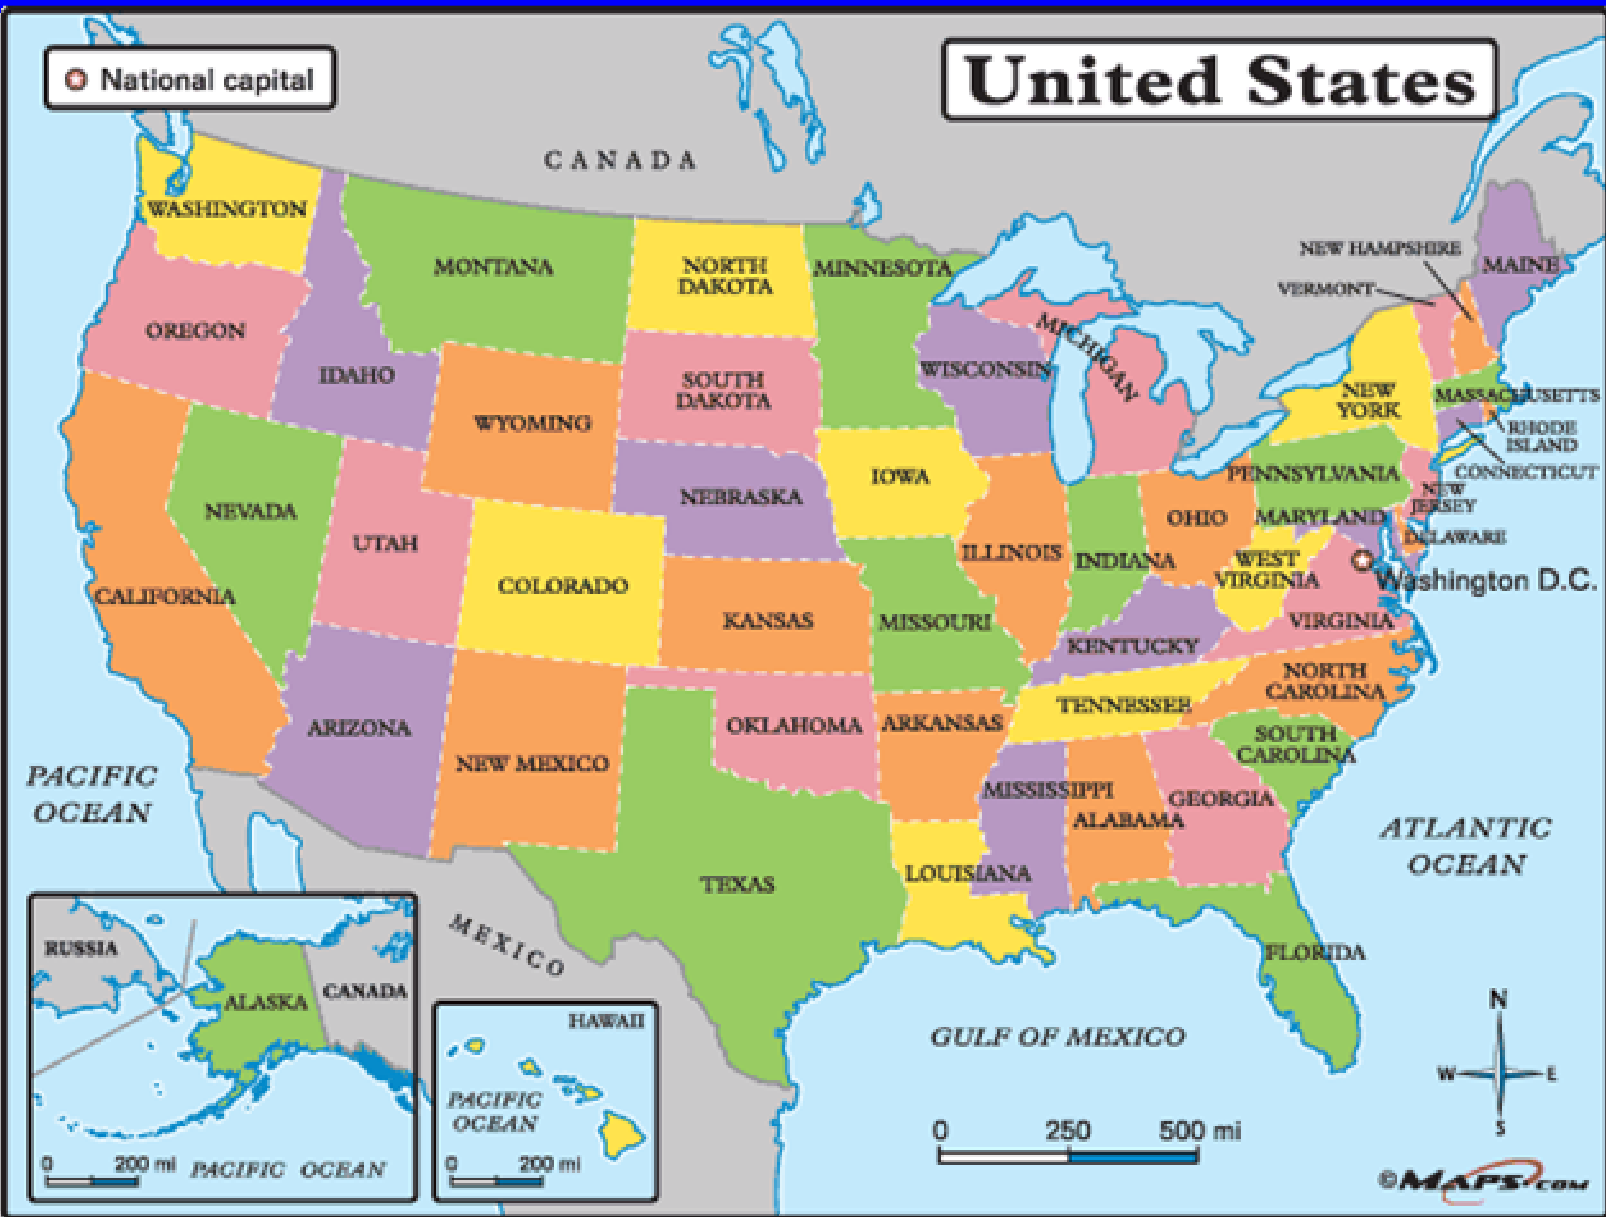 National capital
United States
CANADA
WASHINGTON
MONTANA
NORTH
DAKOTA
MINNESOTA
NEW HAMPSHIRE
MAINE
VERMONT
OREGON
IDAHO
SOUTH
DAKOTA
WISCONSIN
MICHIGAN
NEW
YORK
MASSACHUSETTS
RHODE
ISLAND
WYOMING
CONNECTICUT
NEVADA
UTAH
NEBRASKA
IOWA
PENNSYLVANIA
NEW
JERSEY
ILLINOIS
INDIANA
OHIO
MARYLAND
DELAWARE
WEST
VIRGINIA
Washington D.C.
CALIFORNIA
COLORADO
KANSAS
MISSOURI
KENTUCKY
VIRGINIA
ARIZONA
NEW MEXICO
OKLAHOMA
ARKANSAS
TENNESSEE
NORTH
CAROLINA
SOUTH
CAROLINA
PACIFIC
OCEAN
MISSISSIPPI
ALABAMA
GEORGIA
ATLANTIC
OCEAN
TEXAS
LOUISIANA
FLORIDA
MEXICO
GULF OF MEXICO
RUSSIA
ALASKA
CANADA
0 200 mi
PACIFIC OCEAN
HAWAII
PACIFIC
OCEAN
0 200 mi
0 250 500 mi
N
W E
S
©MAPS.COM